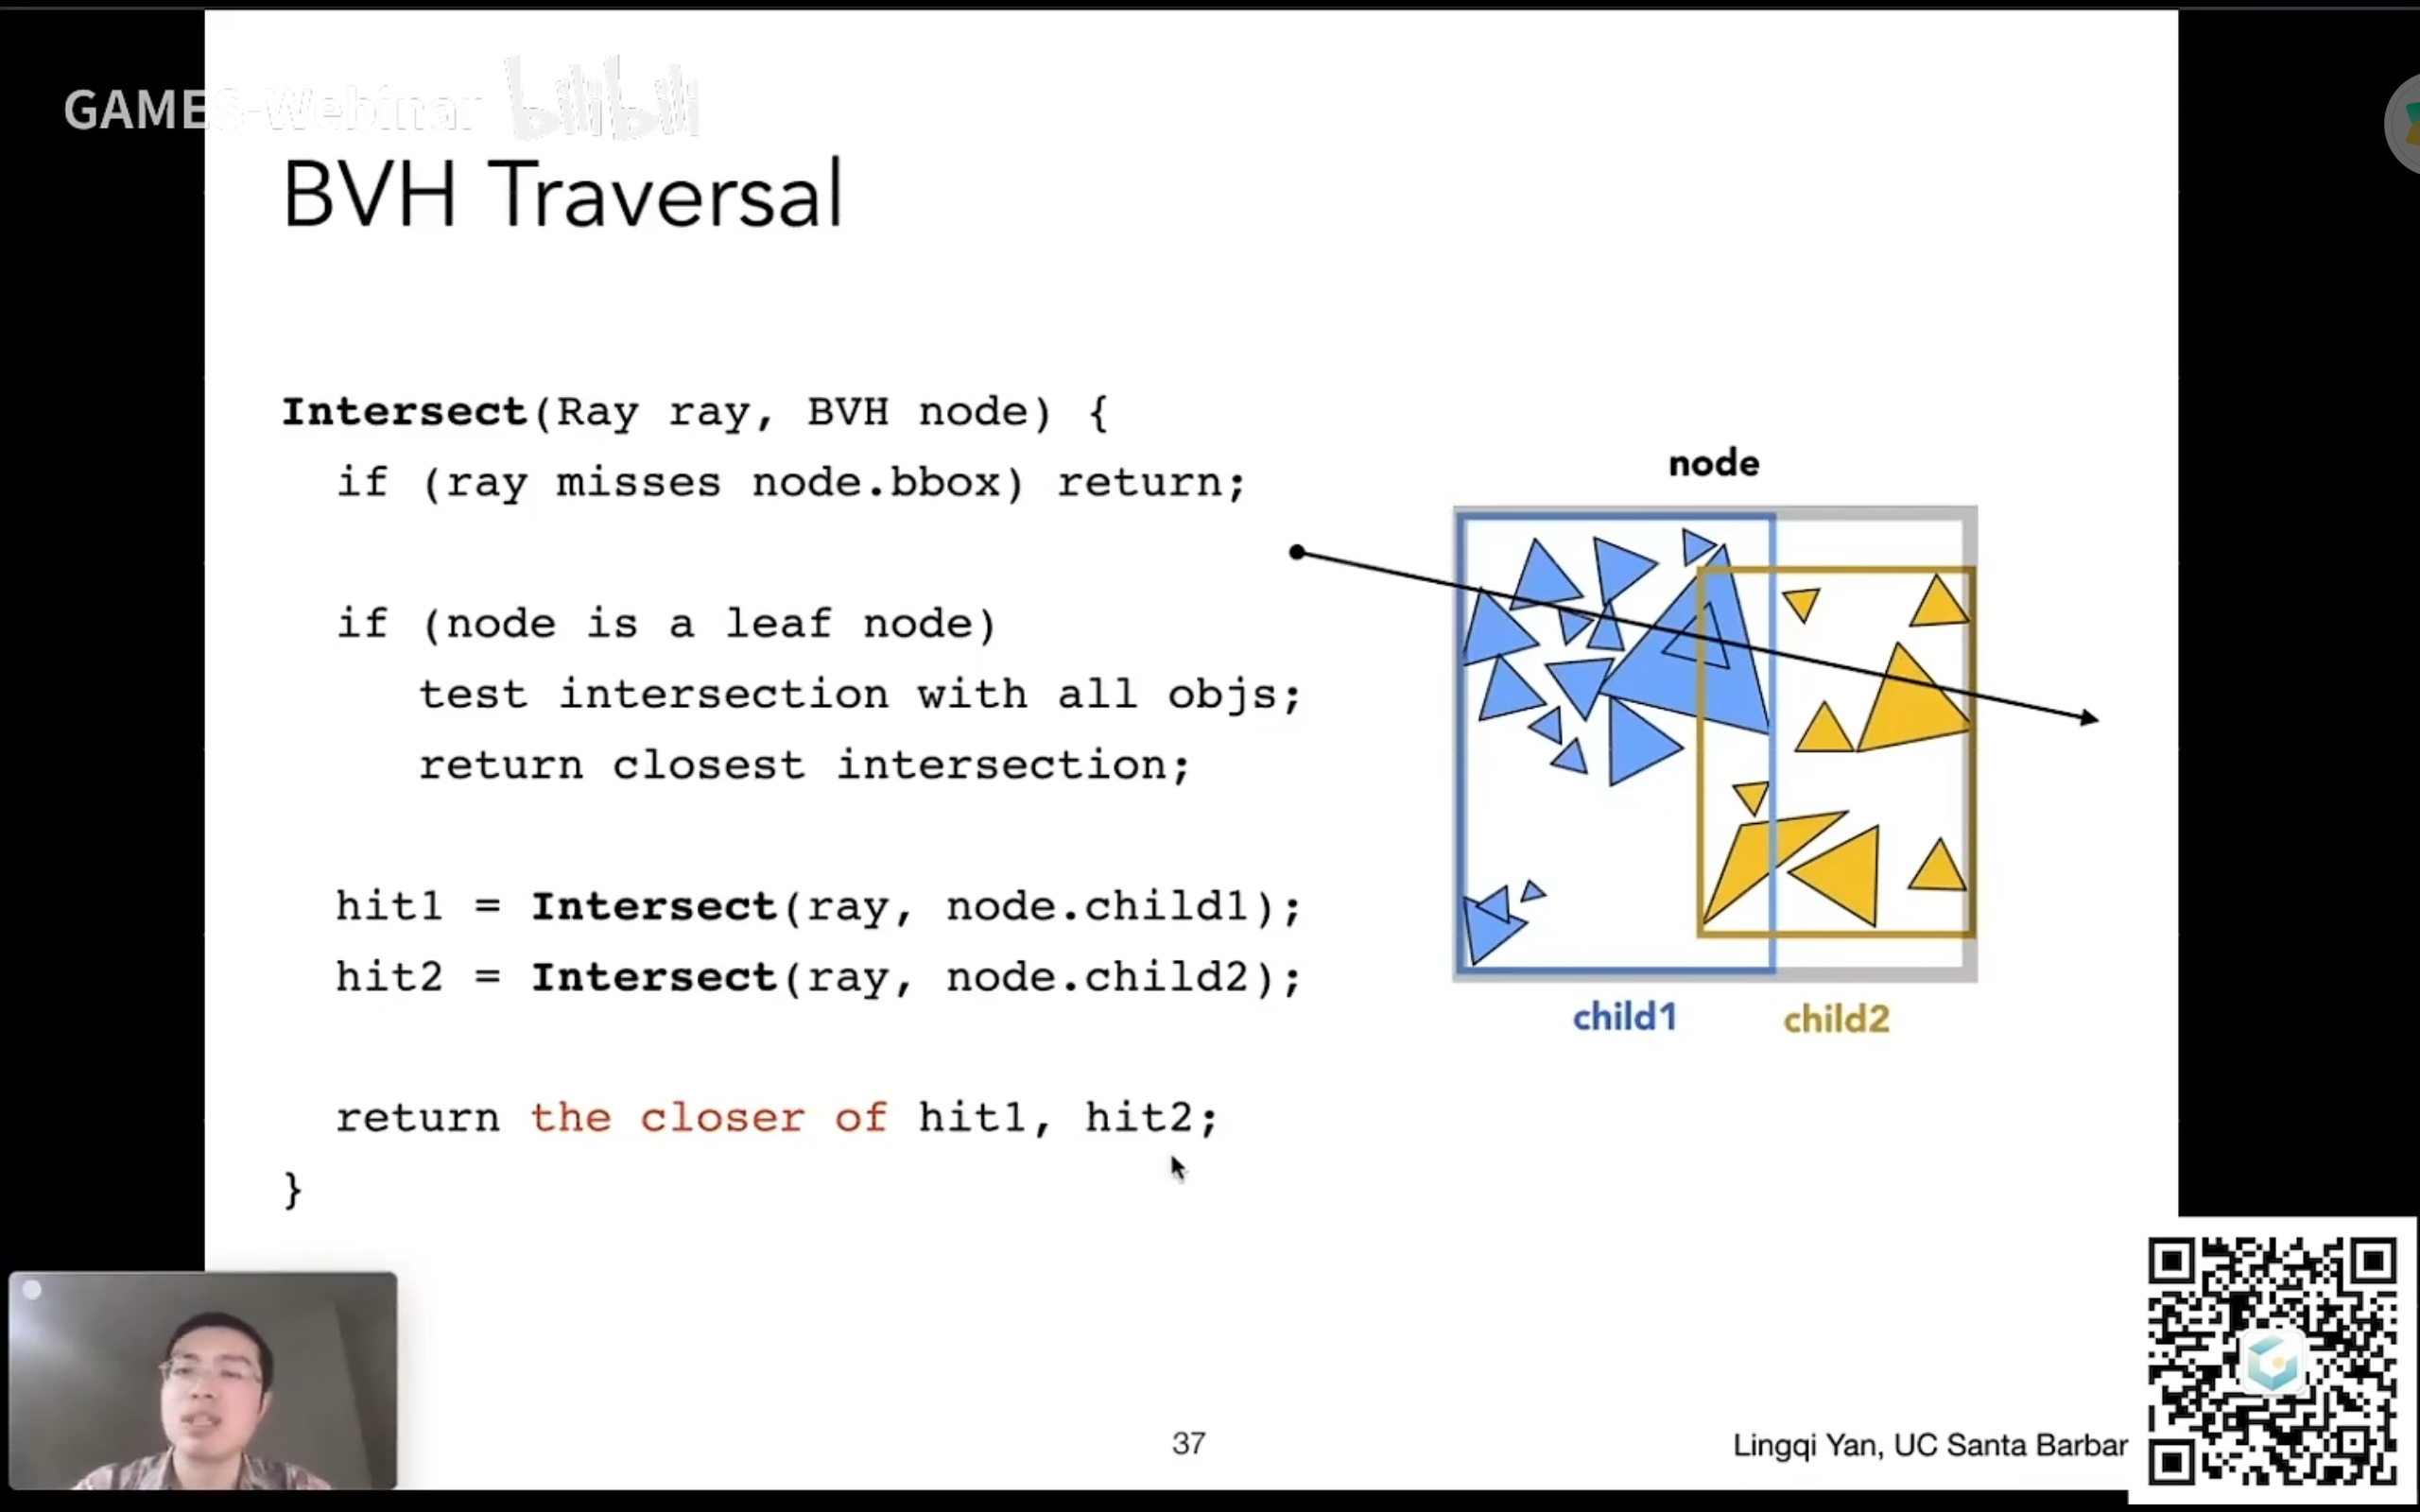 GAMES-Webinar bilibili
BVH Traversal
Intersect(Ray ray, BVH node) {
if (ray misses node.bbox) return;
if (node is a leaf node)
test intersection with all objs;
return closest intersection;
hit1 = Intersect(ray, node.child1);
hit2 = Intersect(ray, node.child2);
return the closer of hit1, hit2;
}
node
child1
child2
37
Lingqi Yan, UC Santa Barbar